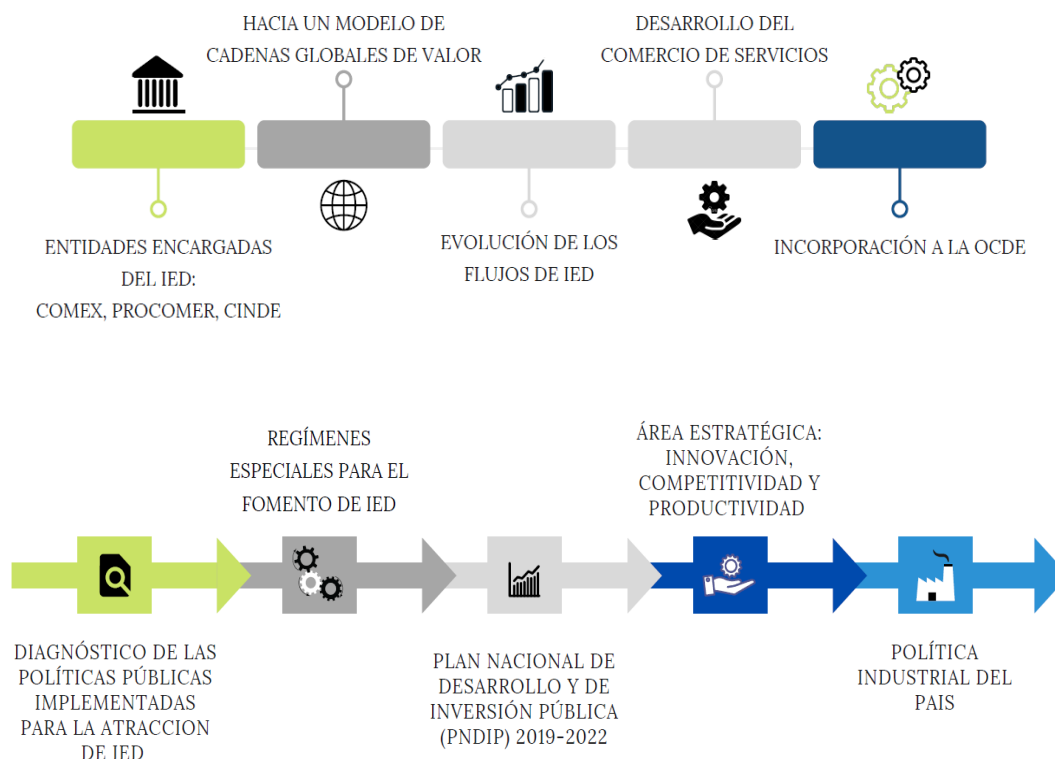 HACIA UN MODELO DE
CADENAS GLOBALES DE VALOR
DESARROLLO DEL
COMERCIO DE SERVICIOS
ENTIDADES ENCARGADAS
DEL IED:
COMEX, PROCOMER, CINDE
EVOLUCIÓN DE LOS
FLUJOS DE IED
INCORPORACIÓN A LA OCDE
REGÍMENES
ESPECIALES PARA EL
FOMENTO DE IED
ÁREA ESTRATÉGICA:
INNOVACIÓN,
COMPETITIVIDAD Y
PRODUCTIVIDAD
DIAGNÓSTICO DE LAS
POLÍTICAS PÚBLICAS
IMPLEMENTADAS
PARA LA ATRACCION
DE IED
PLAN NACIONAL DE
DESARROLLO Y DE
INVERSIÓN PÚBLICA
(PNDIP) 2019-2022
POLÍTICA
INDUSTRIAL DEL
PAIS